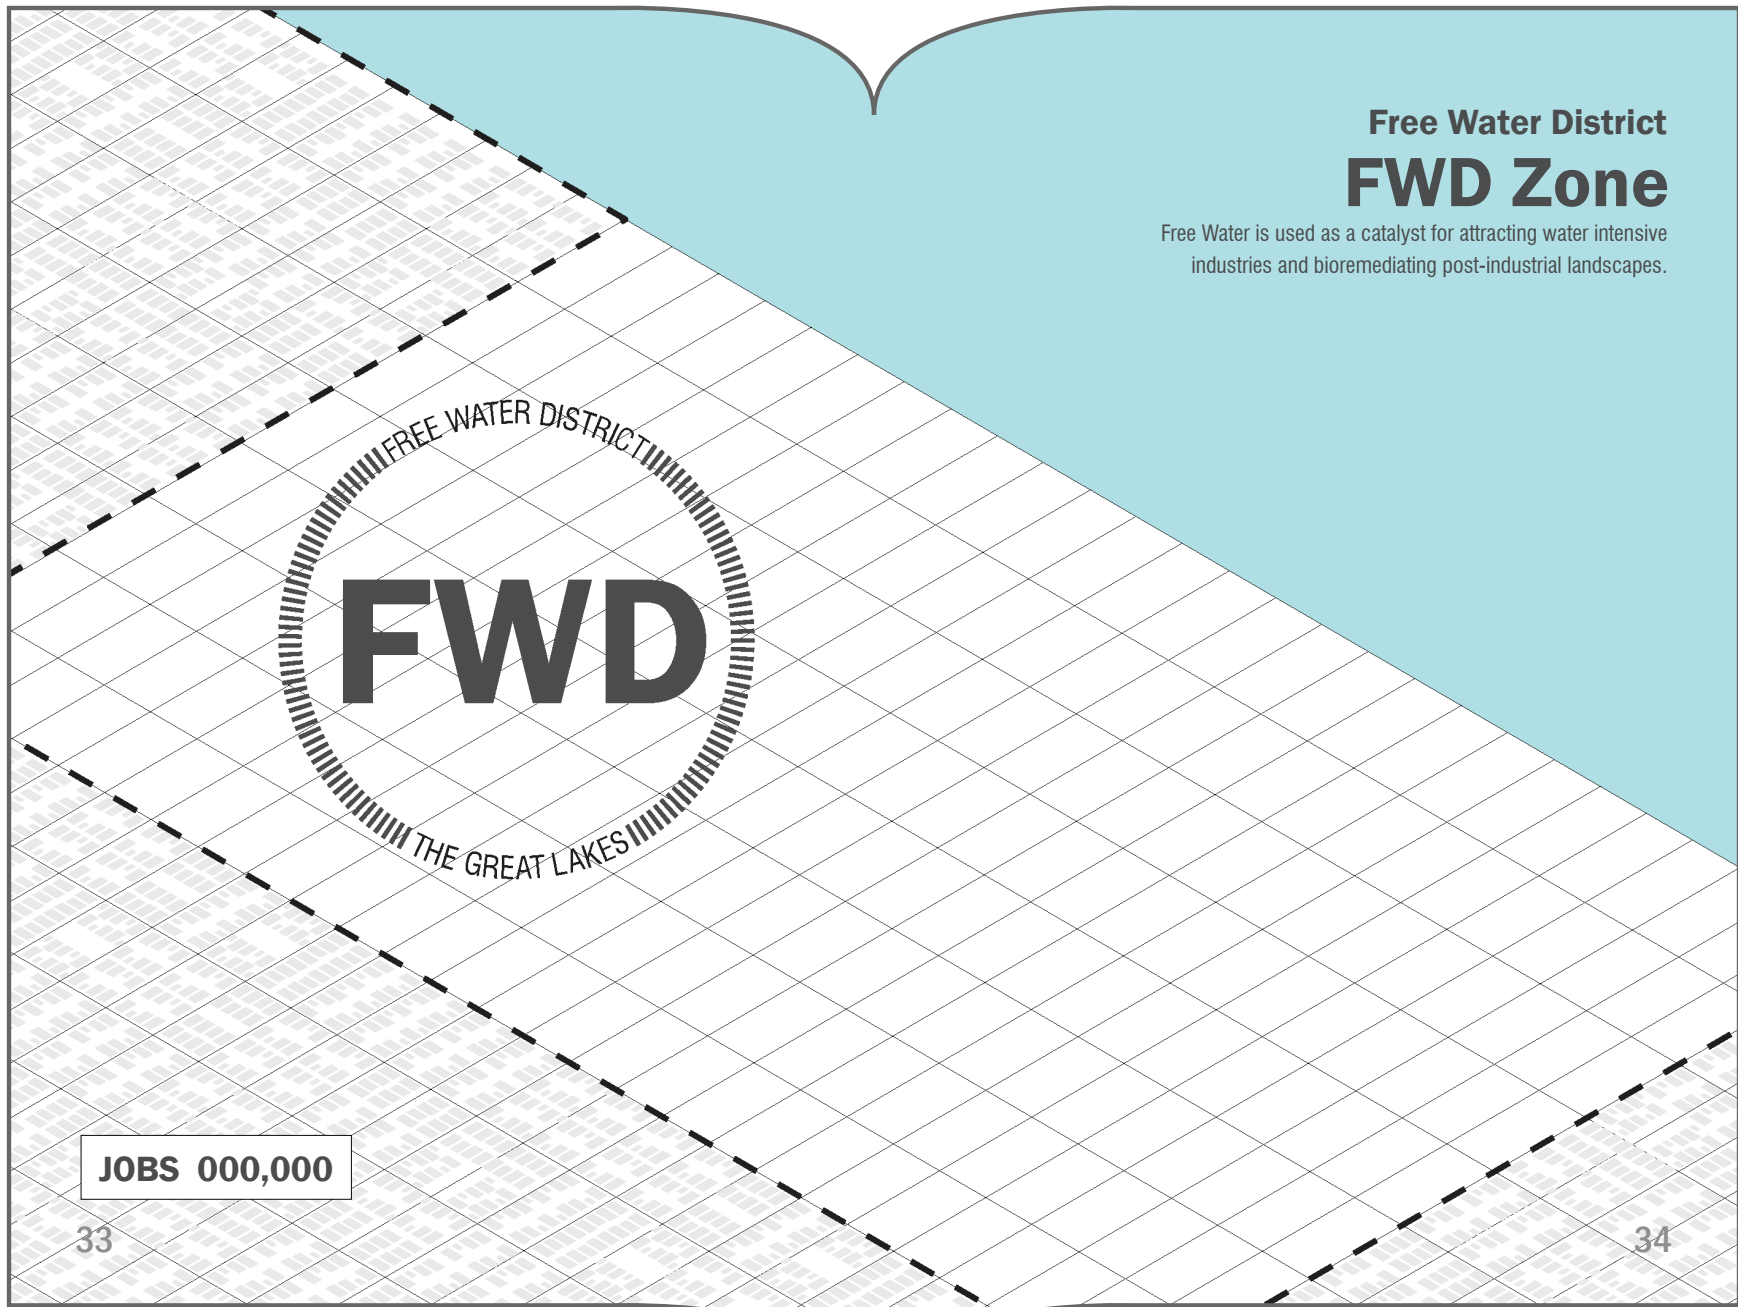 Free Water District
FWD Zone
Free Water is used as a catalyst for attracting water intensive
industries and bioremediating post-industrial landscapes.
FREE WATER DISTRICT
FWD
THE GREAT LAKES
JOBS 000,000
33
34